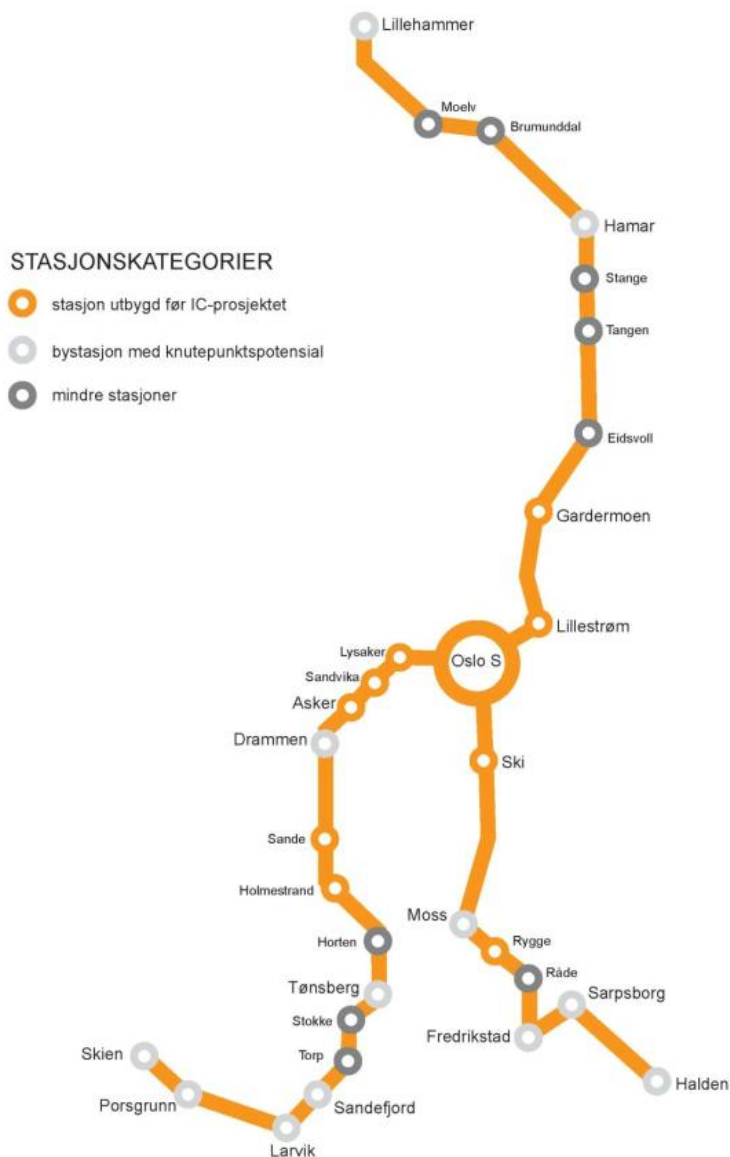 Lillehammer
Moelv
Brumunddal
Hamar
STASJONSKATEGORIER
Stange
stasjon utbygd før IC-prosjektet
Tangen
bystasjon med knutepunktspotensial
mindre stasjoner
Eidsvoll
Gardermoen
Lillestrøm
Lysaker
Oslo S
Sandvika
Asker
Drammen
Ski
Sande
Holmestrand
Moss
Horten
Rygge
Råde
Tønsberg
Sarpsborg
Stokke
Fredrikstad
Skien
Torp
Halden
Porsgrunn
Sandefjord
Larvik